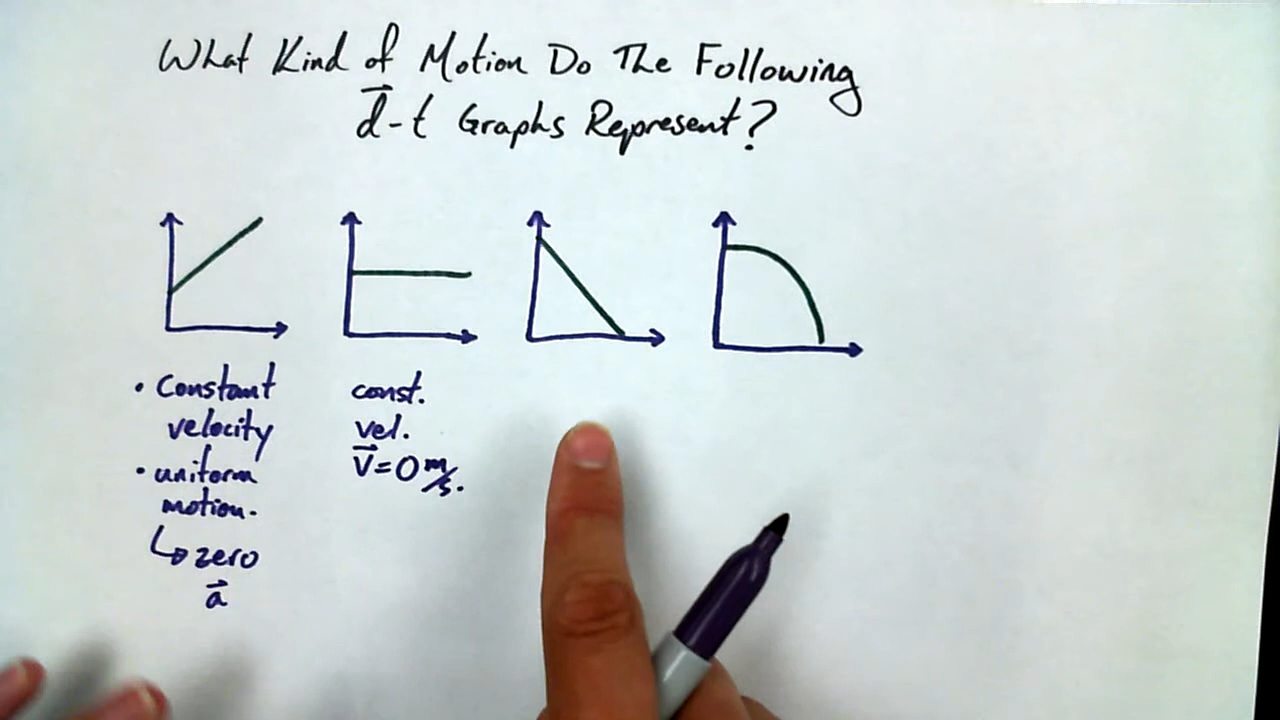 What Kind of Motion Do The Following
d⃗-t Graphs Represent?
• Constant
velocity
• uniform
motion.
↳ zero
a⃗
const.
vel.
v⃗=0 m/s.